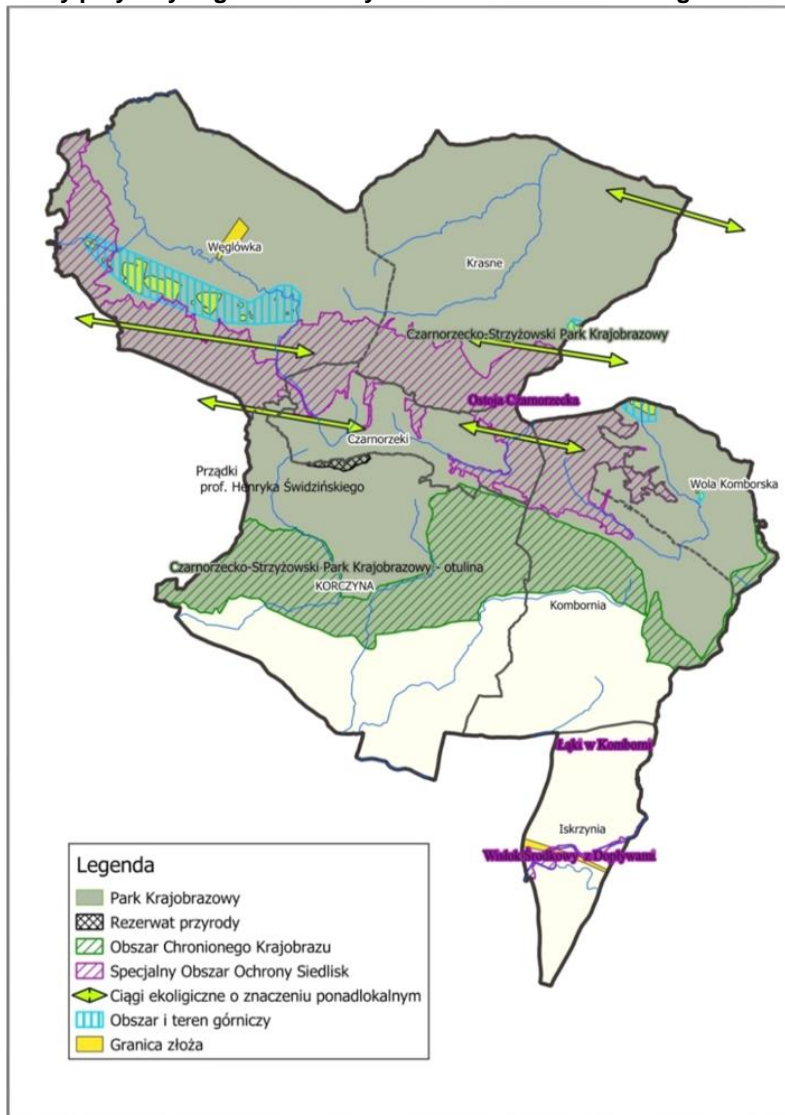 Węglówka
Krasne
Czarnorzecko-Strzyżowski Park Krajobrazowy
Ostoja Czarnorzecka
Czarnorzeki
Prządki
prof. Henryka Świdzińskiego
Wola Komborska
Czarnorzecko-Strzyżowski Park Krajobrazowy - otulina
KORCZYNA
Kombornia
Łąki w Komborni
Iskrzynia
Wisłok Środkowy z Dopływami
Legenda
Park Krajobrazowy
Rezerwat przyrody
Obszar Chronionego Krajobrazu
Specjalny Obszar Ochrony Siedlisk
Ciągi ekoligiczne o znaczeniu ponadlokalnym
Obszar i teren górniczy
Granica złoża